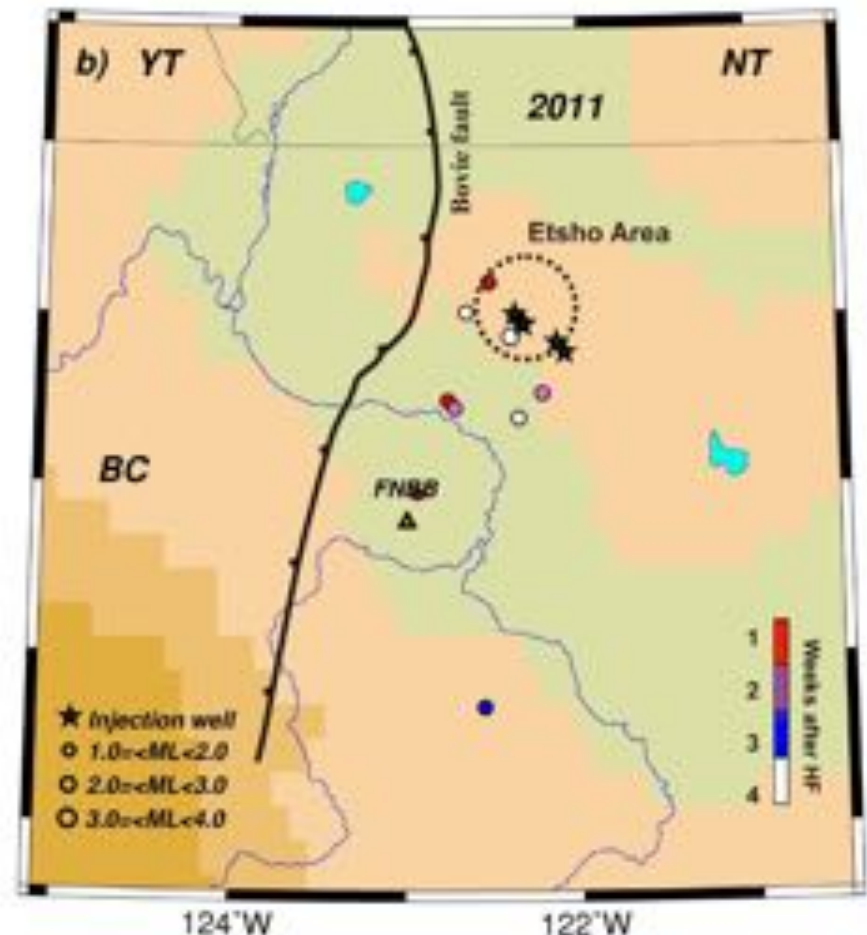 b) YT
NT
2011
Bovie fault
Etsho Area
BC
FNBB
1
2
3
4
Weeks after HF
Injection well
1.0=<ML<2.0
2.0=<ML<3.0
3.0=<ML<4.0
124°W
122°W